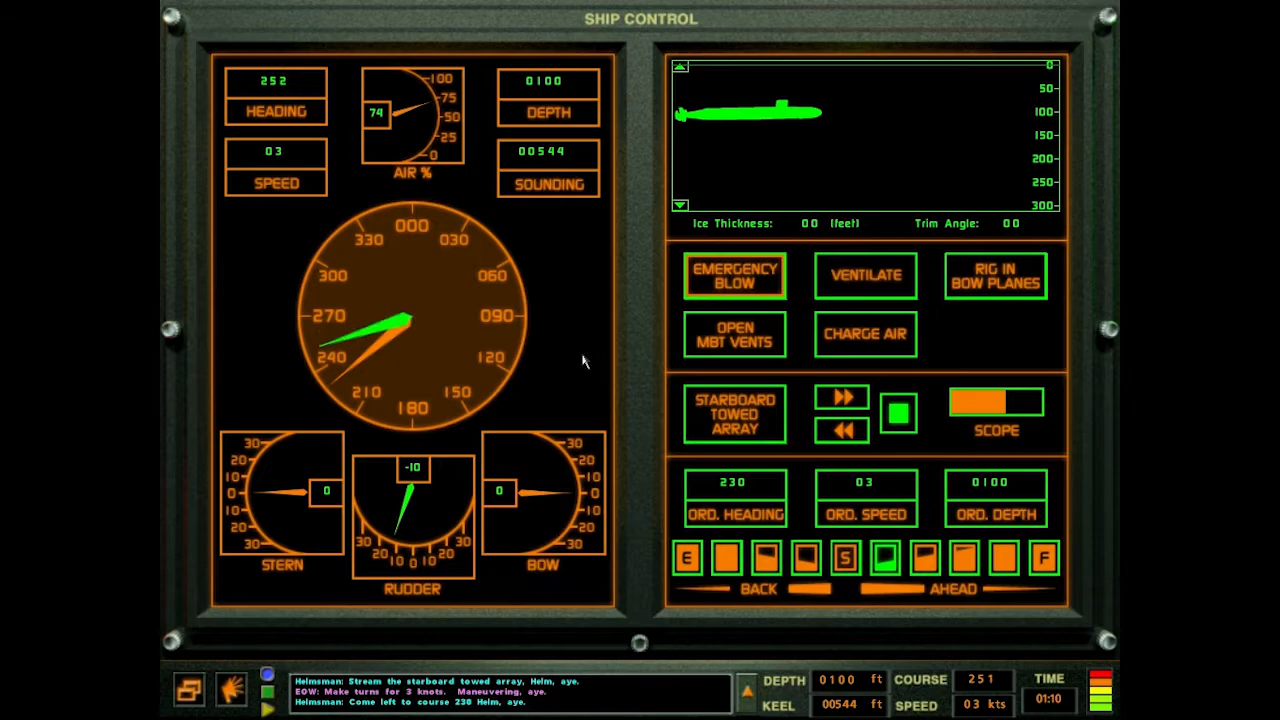 SHIP CONTROL
252
HEADING
100
75
50
25
0
74
AIR %
0100
DEPTH
03
SPEED
00544
SOUNDING
000
030
060
090
120
150
180
210
240
270
300
330
30
20
10
0
10
20
30
0
STERN
-10
30
20
10
0
10
20
30
RUDDER
0
30
20
10
0
10
20
30
BOW
0
50
100
150
200
250
300
Ice Thickness: 00 (feet) Trim Angle: 00
EMERGENCY
BLOW
VENTILATE
RIG IN
BOW PLANES
OPEN
MBT VENTS
CHARGE AIR
STARBOARD
TOWED
ARRAY
SCOPE
230
ORD. HEADING
03
ORD. SPEED
0100
ORD. DEPTH
E S F
BACK AHEAD
Helmsman: Stream the starboard towed array, Helm, aye.
EOW: Make turns for 3 knots. Maneuvering, aye.
Helmsman: Come left to course 230 Helm, aye.
DEPTH 0100 ft COURSE 251 TIME
KEEL 00544 ft SPEED 03 kts 01:10